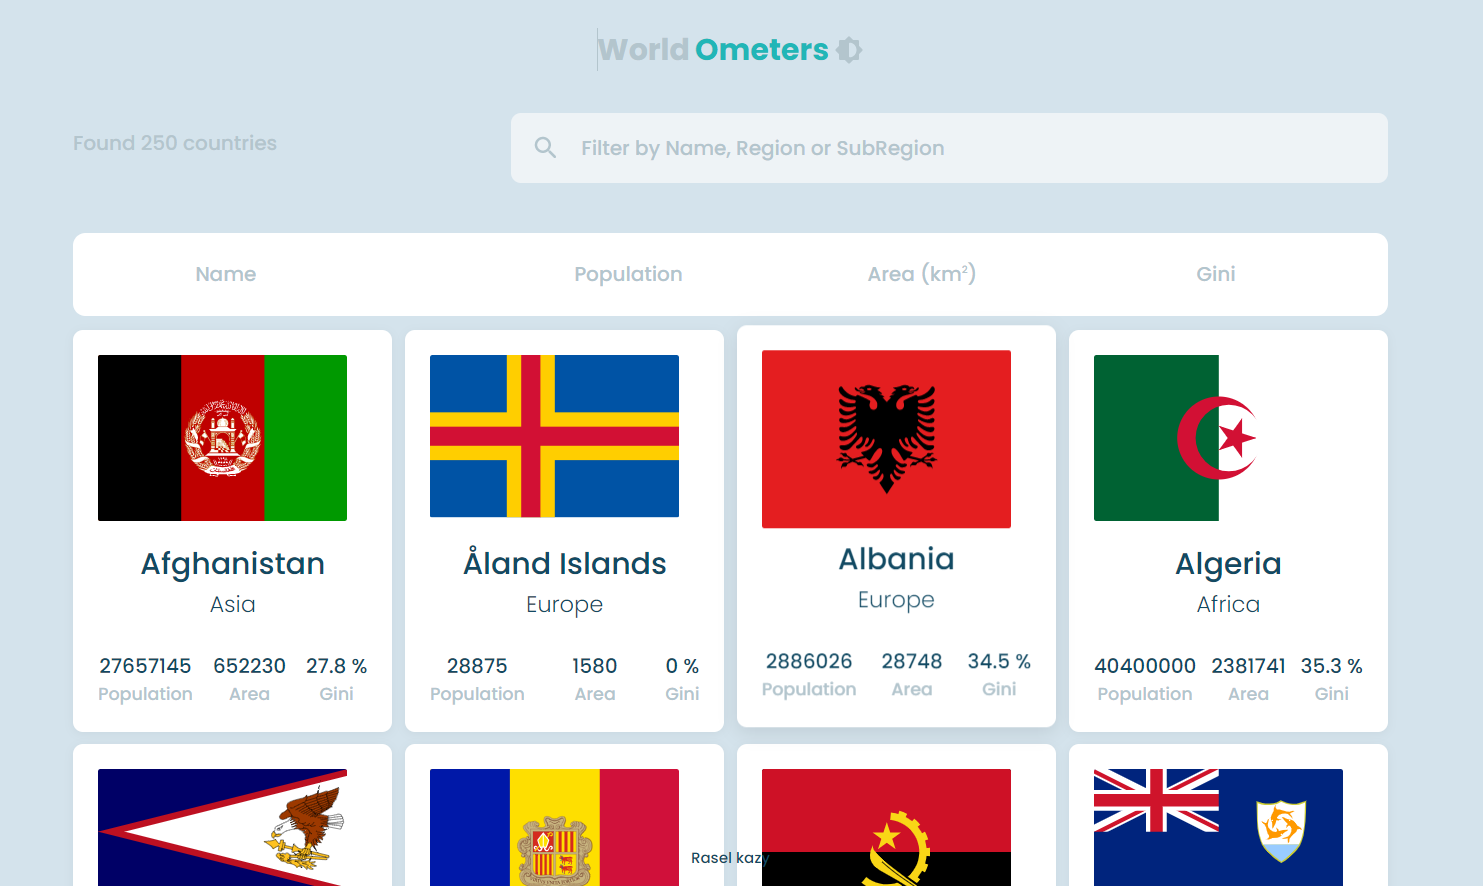 World Ometers
Found 250 countries
Filter by Name, Region or SubRegion
Name Population Area (km²) Gini
Afghanistan
Asia
27657145 652230 27.8 %
Population Area Gini
Åland Islands
Europe
28875 1580 0 %
Population Area Gini
Albania
Europe
2886026 28748 34.5 %
Population Area Gini
Algeria
Africa
40400000 2381741 35.3 %
Population Area Gini
Rasel kazy